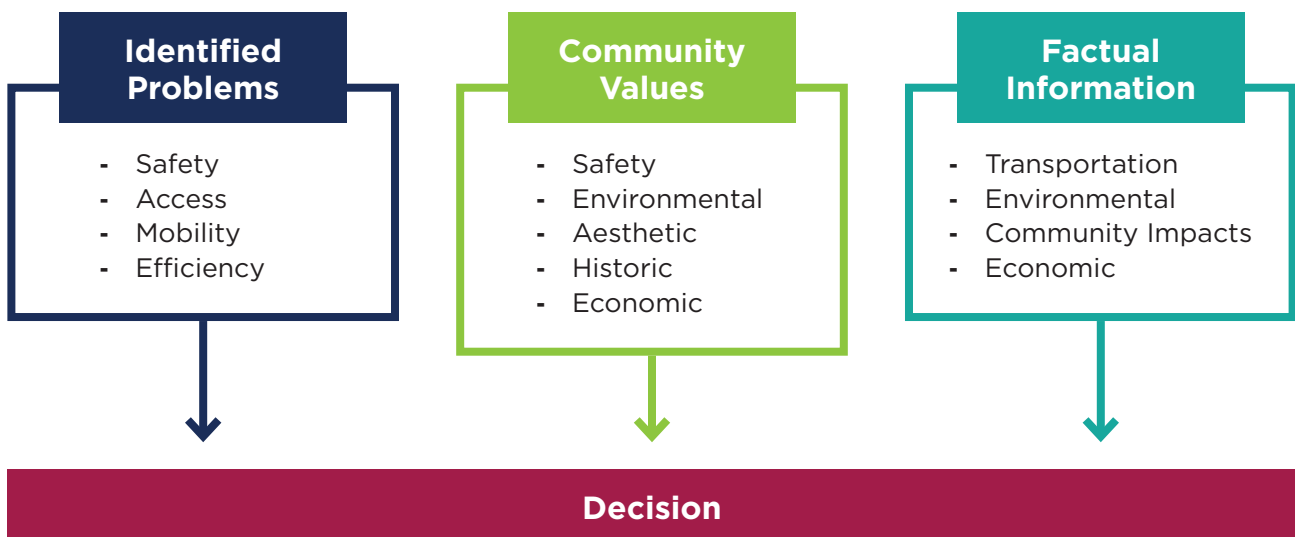 Identified
Problems
- Safety
- Access
- Mobility
- Efficiency
Community
Values
- Safety
- Environmental
- Aesthetic
- Historic
- Economic
Factual
Information
- Transportation
- Environmental
- Community Impacts
- Economic
Decision